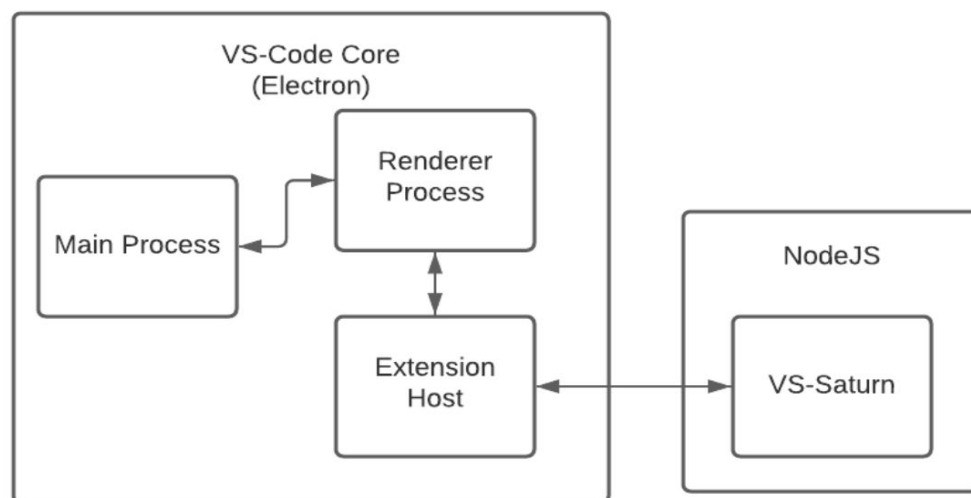 VS-Code Core
(Electron)
Renderer
Process
Main Process
NodeJS
Extension
Host
VS-Saturn